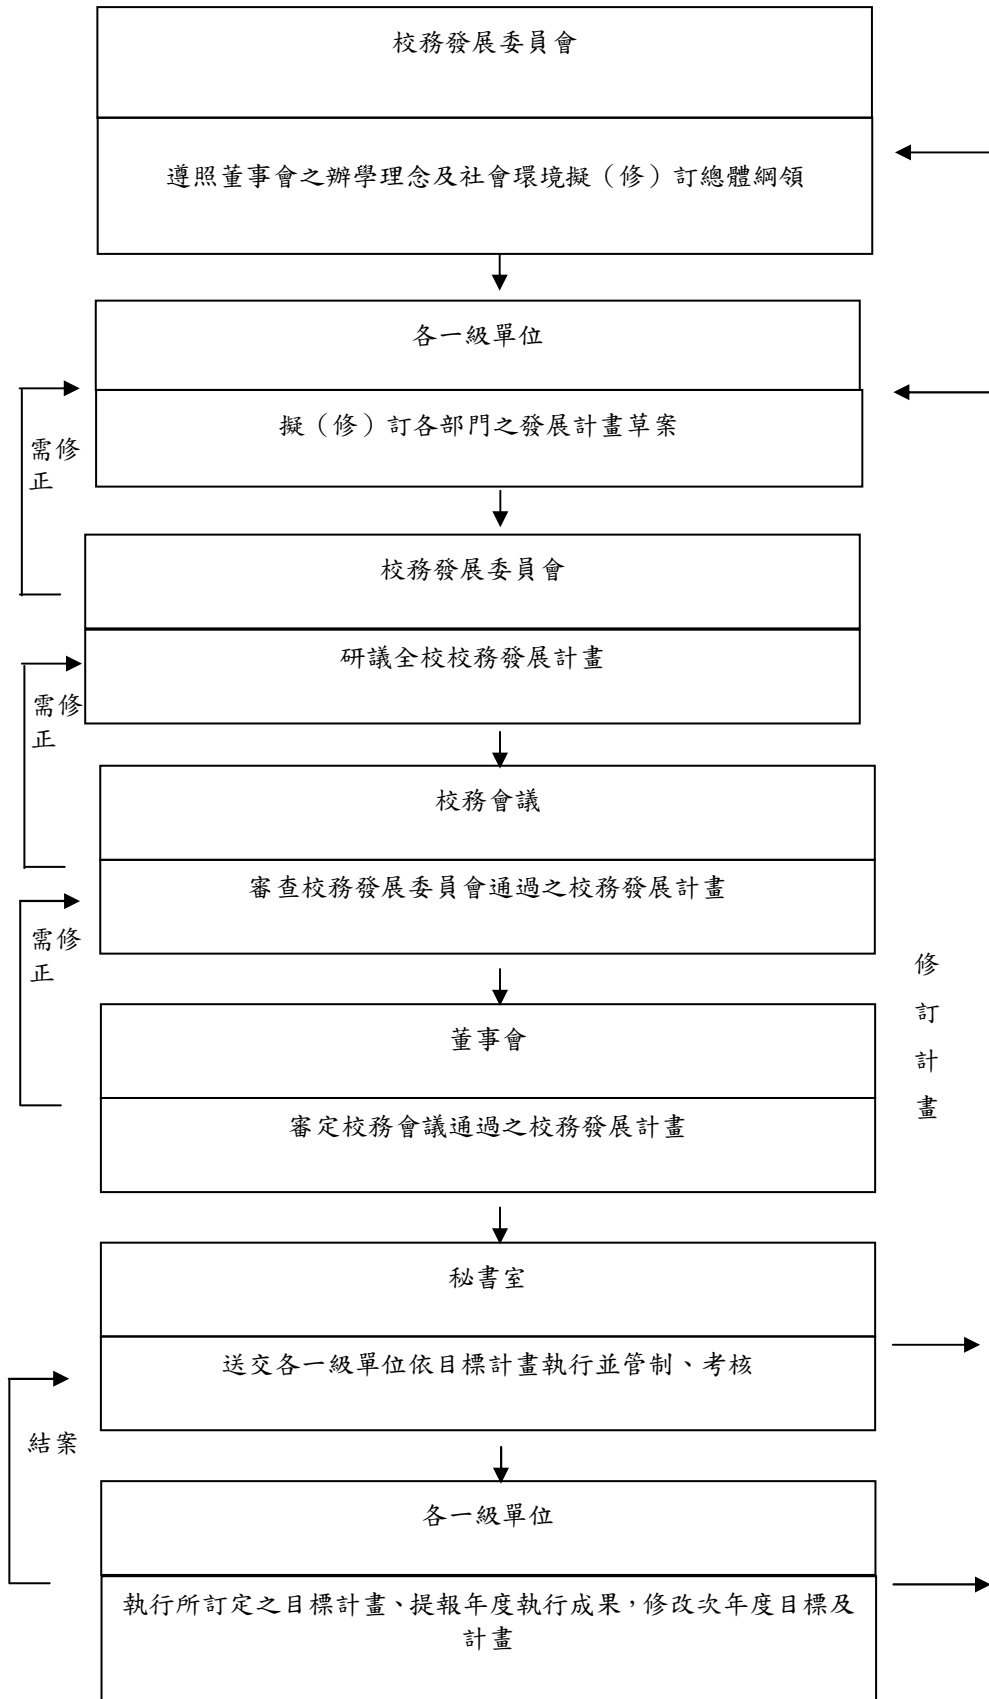 校務發展委員會
遵照董事會之辦學理念及社會環境擬（修）訂總體綱領
各一級單位
擬（修）訂各部門之發展計畫草案
需修
正
校務發展委員會
研議全校校務發展計畫
需修
正
校務會議
審查校務發展委員會通過之校務發展計畫
需修
正
修
訂
計
畫
董事會
審定校務會議通過之校務發展計畫
秘書室
送交各一級單位依目標計畫執行並管制、考核
結案
各一級單位
執行所訂定之目標計畫、提報年度執行成果，修改次年度目標及
計畫